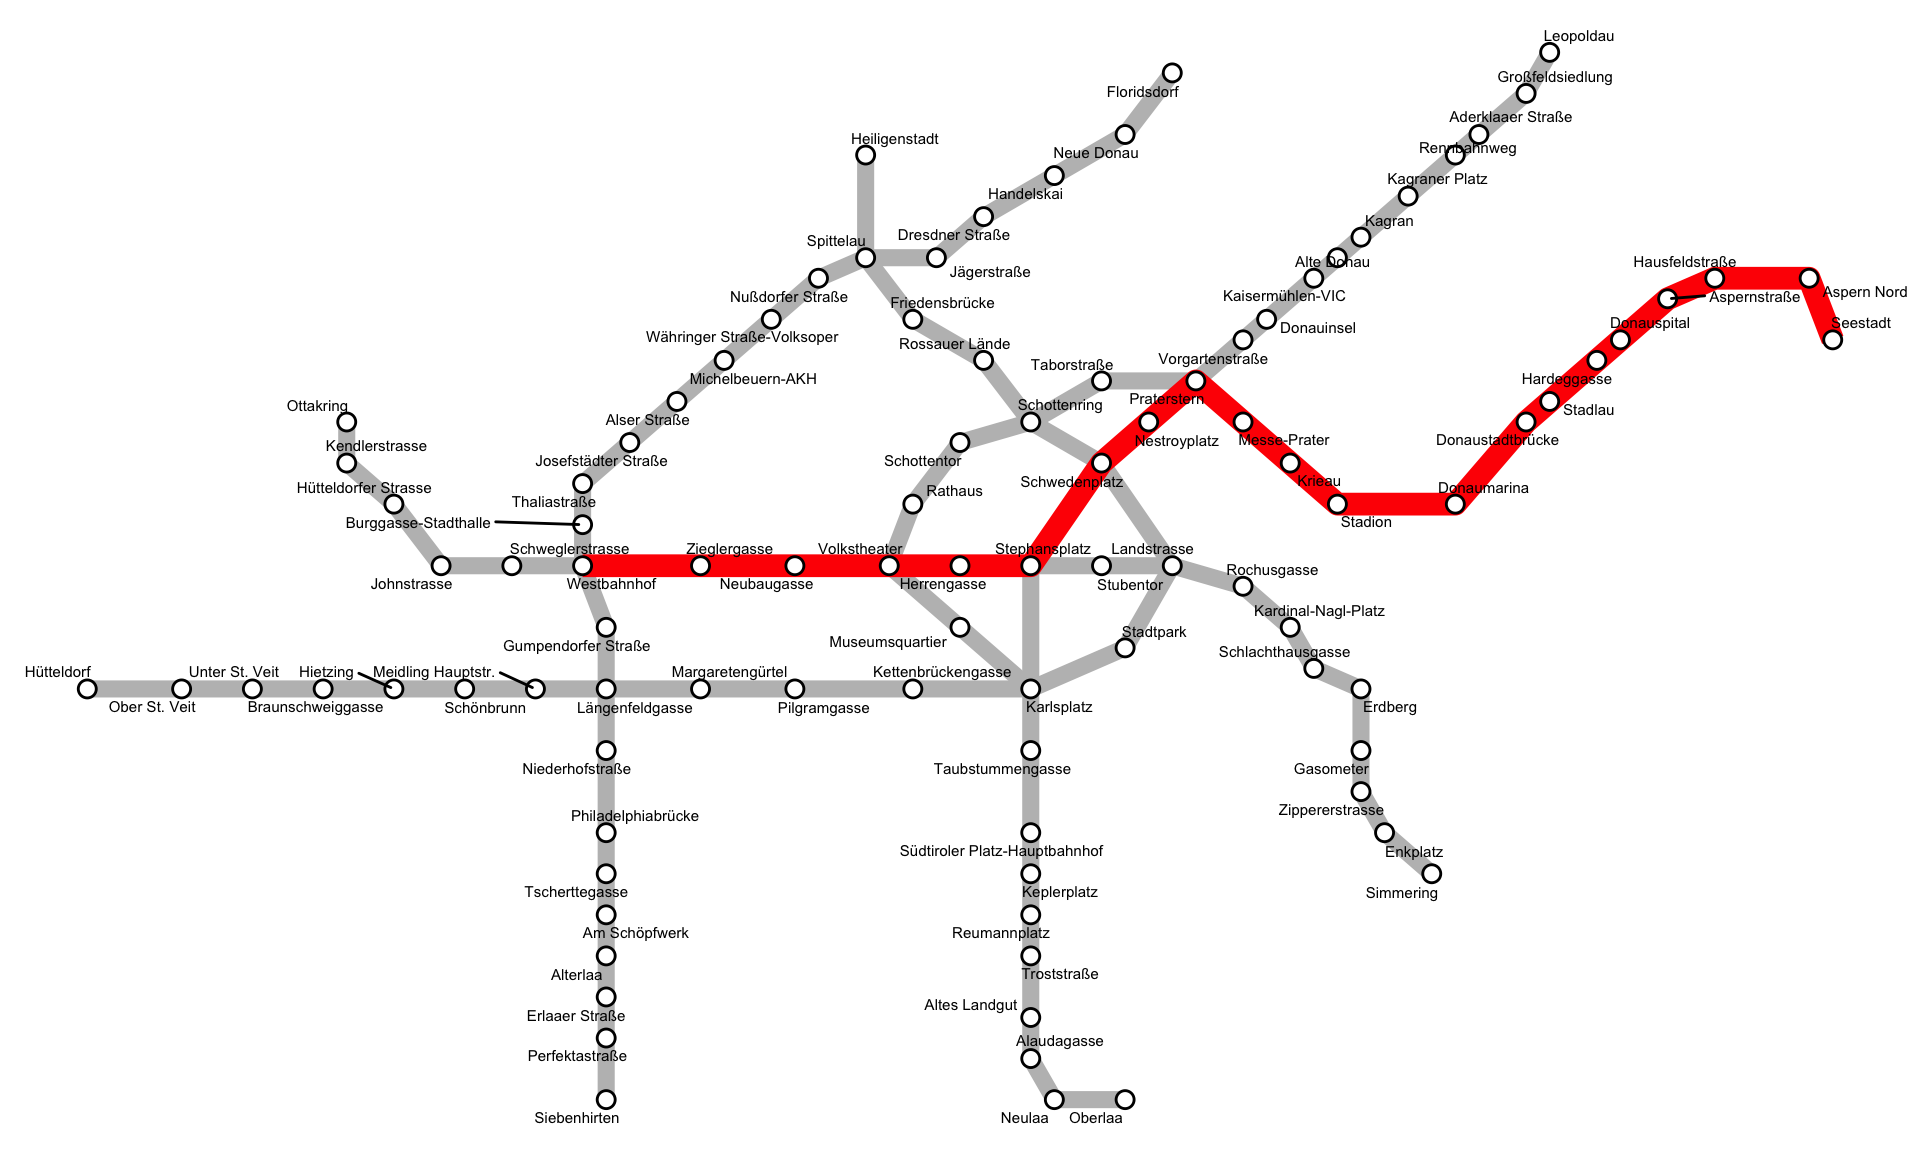 Leopoldau
Großfeldsiedlung
Floridsdorf
Aderklaaer Straße
Heiligenstadt
Rennbahnweg
Neue Donau
Kagraner Platz
Handelskai
Kagran
Dresdner Straße
Spittelau
Alte Donau
Hausfeldstraße
Jägerstraße
Aspern Nord
Nußdorfer Straße
Kaisermühlen-VIC
Aspernstraße
Friedensbrücke
Donauinsel
Donauspital
Seestadt
Währinger Straße-Volksoper
Rossauer Lände
Vorgartenstraße
Taborstraße
Michelbeuern-AKH
Hardeggasse
Praterstern
Ottakring
Schottenring
Stadlau
Alser Straße
Nestroyplatz
Messe-Prater
Donaustadtbrücke
Kendlerstrasse
Josefstädter Straße
Schottentor
Schwedenplatz
Krieau
Hütteldorfer Strasse
Rathaus
Donaumarina
Thaliastraße
Burggasse-Stadthalle
Stadion
Schweglerstrasse
Zieglergasse
Volkstheater
Stephansplatz
Landstrasse
Johnstrasse
Westbahnhof
Neubaugasse
Herrengasse
Stubentor
Rochusgasse
Kardinal-Nagl-Platz
Stadtpark
Gumpendorfer Straße
Museumsquartier
Schlachthausgasse
Hütteldorf
Unter St. Veit
Hietzing
Meidling Hauptstr.
Margaretengürtel
Kettenbrückengasse
Ober St. Veit
Braunschweiggasse
Schönbrunn
Längenfeldgasse
Pilgramgasse
Karlsplatz
Erdberg
Niederhofstraße
Taubstummengasse
Gasometer
Zippererstrasse
Philadelphiabrücke
Südtiroler Platz-Hauptbahnhof
Enkplatz
Tscherttegasse
Keplerplatz
Simmering
Am Schöpfwerk
Reumannplatz
Alterlaa
Troststraße
Altes Landgut
Erlaaer Straße
Alaudagasse
Perfektastraße
Siebenhirten
Neulaa
Oberlaa